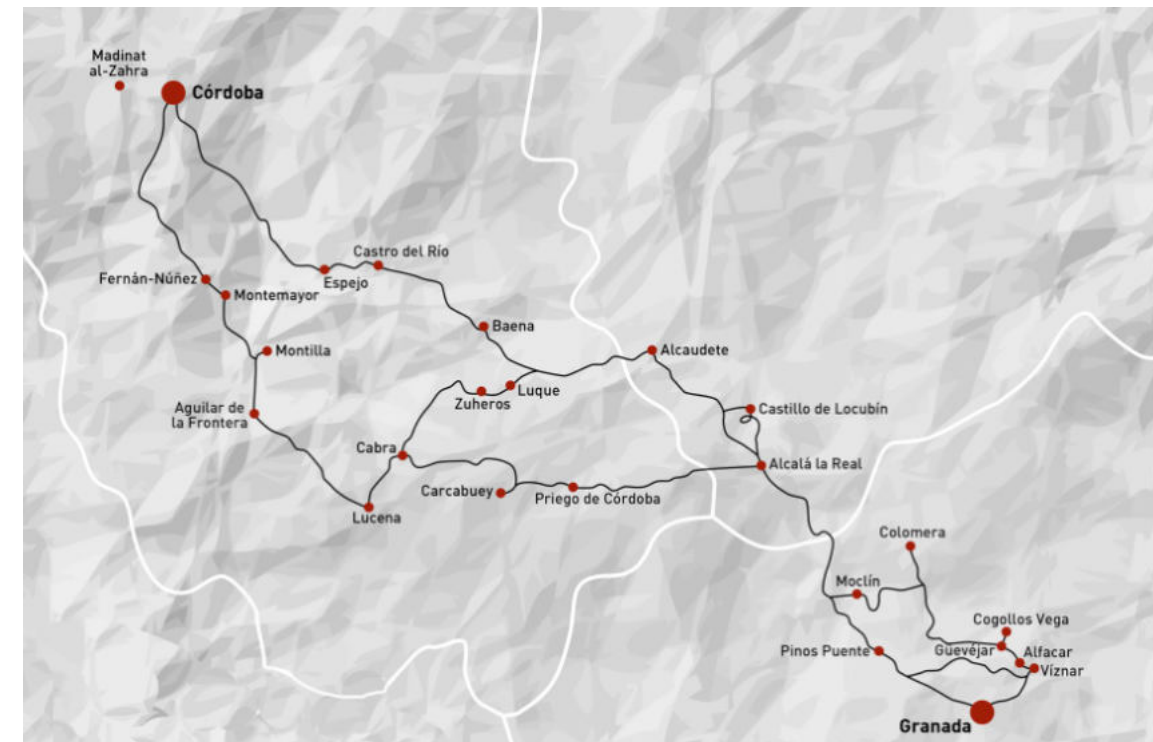 Madinat
al-Zahra
Córdoba
Castro del Río
Espejo
Fernán-Núñez
Montemayor
Baena
Montilla
Alcaudete
Luque
Zuheros
Castillo de Locubín
Aguilar de
la Frontera
Cabra
Alcalá la Real
Carcabuey
Priego de Córdoba
Lucena
Colomera
Moclín
Cogollos Vega
Pinos Puente
Güevéjar
Alfacar
Víznar
Granada